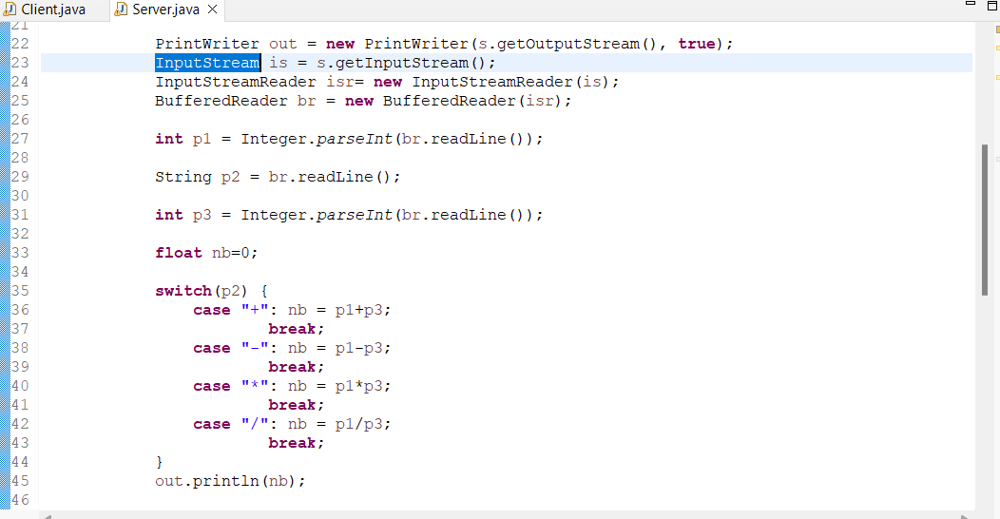 Client.java Server.java
21
22 PrintWriter out = new PrintWriter(s.getOutputStream(), true);
23 InputStream is = s.getInputStream();
24 InputStreamReader isr= new InputStreamReader(is);
25 BufferedReader br = new BufferedReader(isr);
26
27 int p1 = Integer.parseInt(br.readLine());
28
29 String p2 = br.readLine();
30
31 int p3 = Integer.parseInt(br.readLine());
32
33 float nb=0;
34
35 switch(p2) {
36 case "+": nb = p1+p3;
37 break;
38 case "-": nb = p1-p3;
39 break;
40 case "*": nb = p1*p3;
41 break;
42 case "/": nb = p1/p3;
43 break;
44 }
45 out.println(nb);
46